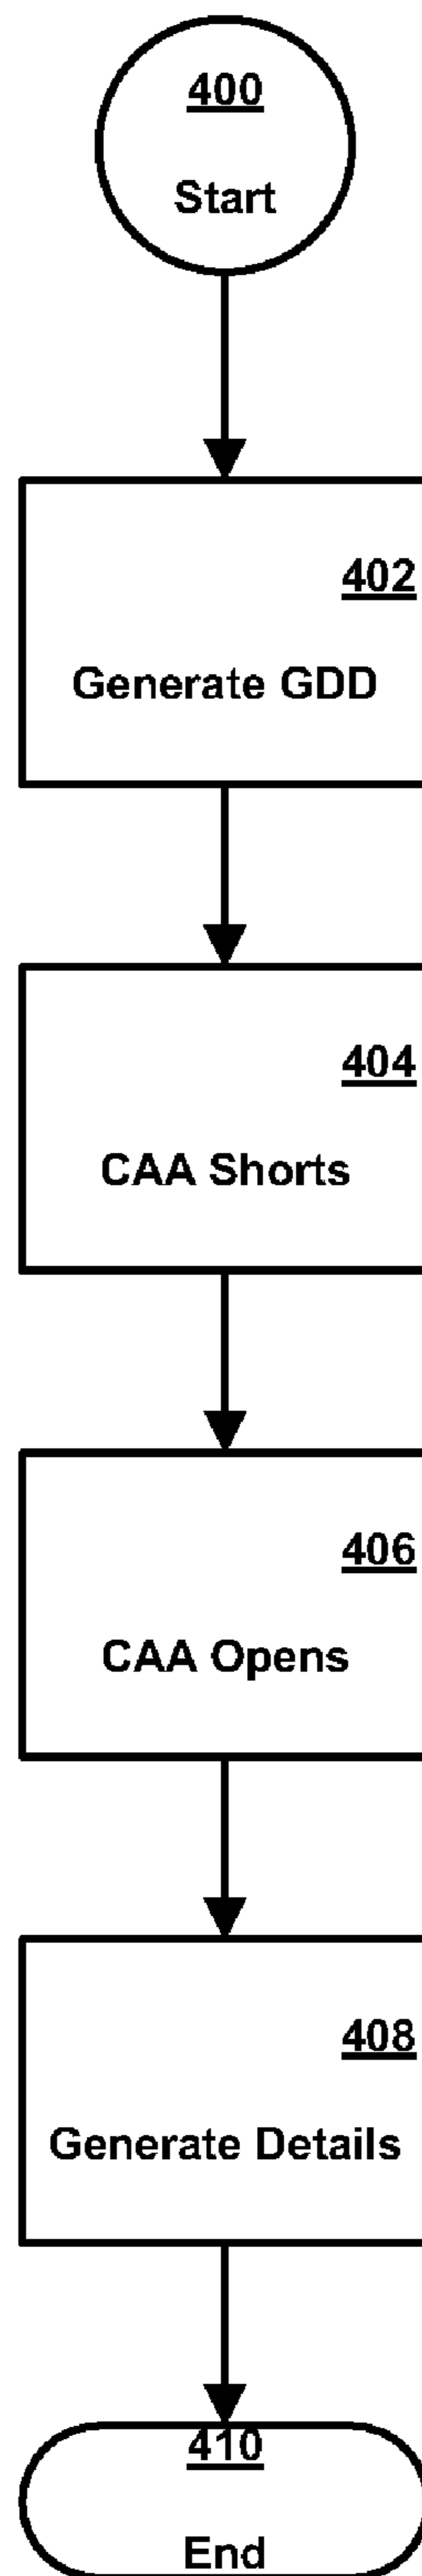 400
Start
402
Generate GDD
404
CAA Shorts
406
CAA Opens
408
Generate Details
410
End